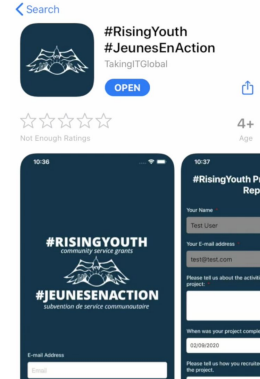 Search
#RisingYouth
#JeunesEnAction
TakingITGlobal
OPEN
Not Enough Ratings
4+
Age
10:36
#RISINGYOUTH
community service grants
#JEUNESENACTION
subvention de service communautaire
E-mail Address
Email
10:37
#RisingYouth Pr
Rep
Your Name
Test User
Your E-mail address
test@test.com
Please tell us about the activiti
project:
When was your project comple
02/09/2020
Please tell us how you recruite
the project.